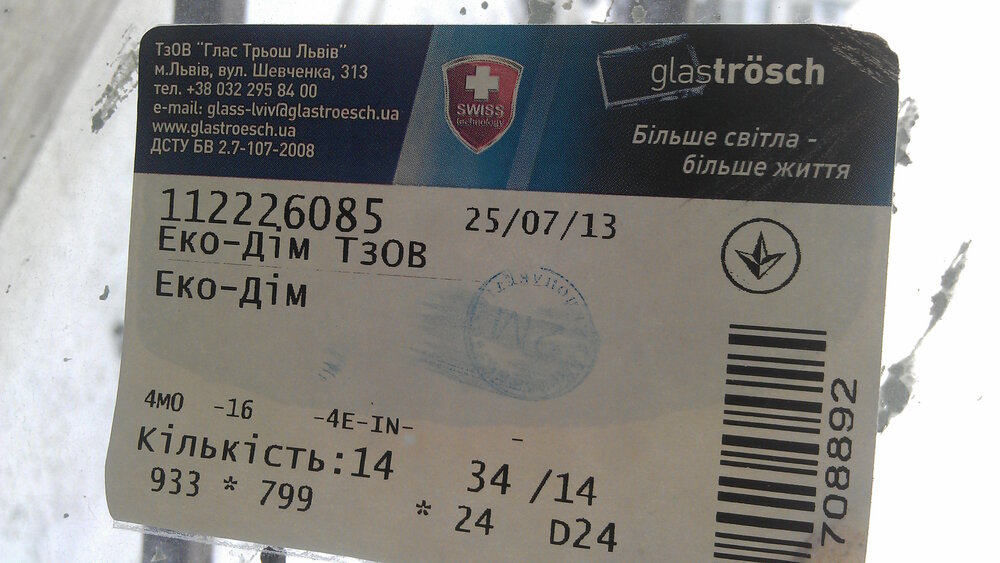 ТзОВ "Глас Трьош Львів"
м.Львів, вул. Шевченка, 313
тел. +38 032 295 84 00
e-mail: glass-lviv@glastroesch.ua
www.glastroesch.ua
ДСТУ БВ 2.7-107-2008
SWISS
technology
glaströsch
Більше світла -
більше життя
112226085 25/07/13
Еко-Дім ТзОВ
Еко-Дім
4М0 -16 -4E-IN- -
Кількість:14 34 /14
933 * 799 * 24 D24
708892